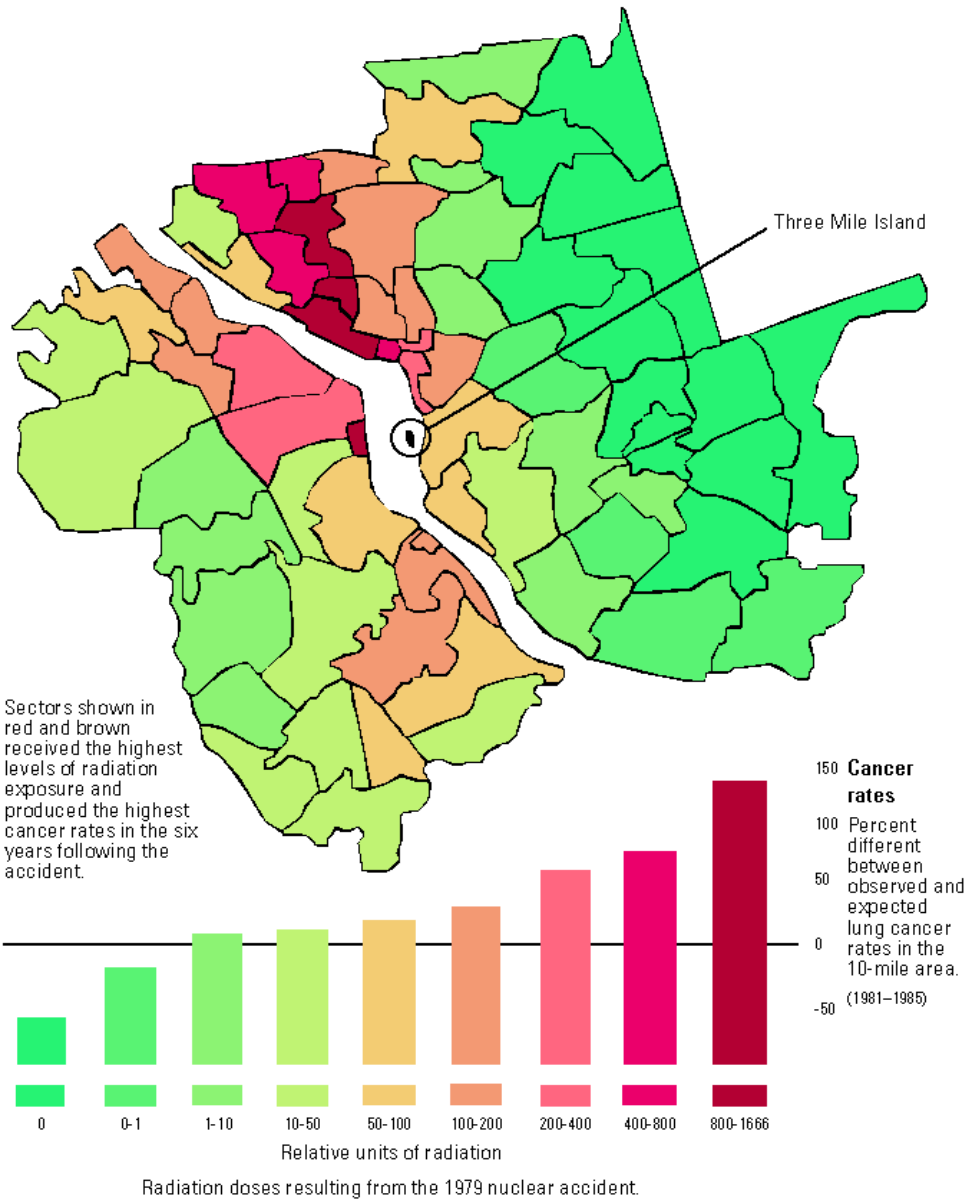 Three Mile Island
Sectors shown in
red and brown
received the highest
levels of radiation
exposure and
produced the highest
cancer rates in the six
years following the
accident.
150
100
50
0
-50
Cancer
rates
Percent
different
between
observed and
expected
lung cancer
rates in the
10-mile area.
(1981–1985)
0
0-1
1-10
10-50
50-100
100-200
200-400
400-800
800-1666
Relative units of radiation
Radiation doses resulting from the 1979 nuclear accident.